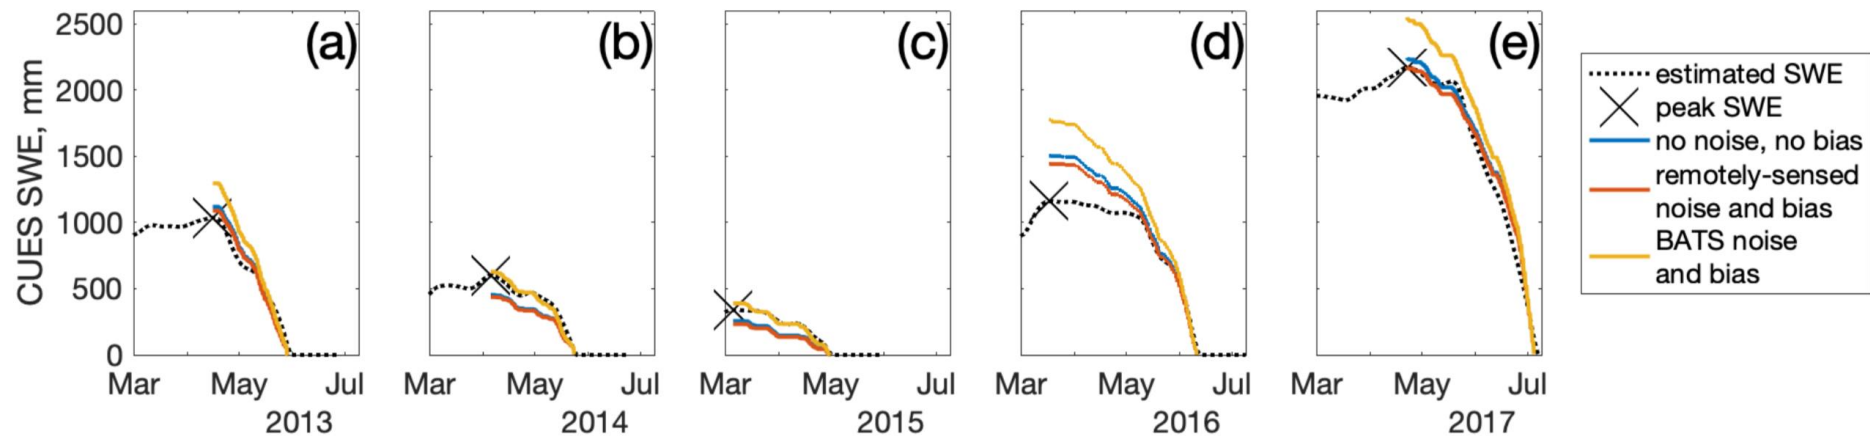 (a)
(b)
(c)
(d)
(e)
CUES SWE, mm
2500
2000
1500
1000
500
0
Mar May Jul
2013
Mar May Jul
2014
Mar May Jul
2015
Mar May Jul
2016
Mar May Jul
2017
estimated SWE
peak SWE
no noise, no bias
remotely-sensed
noise and bias
BATS noise
and bias